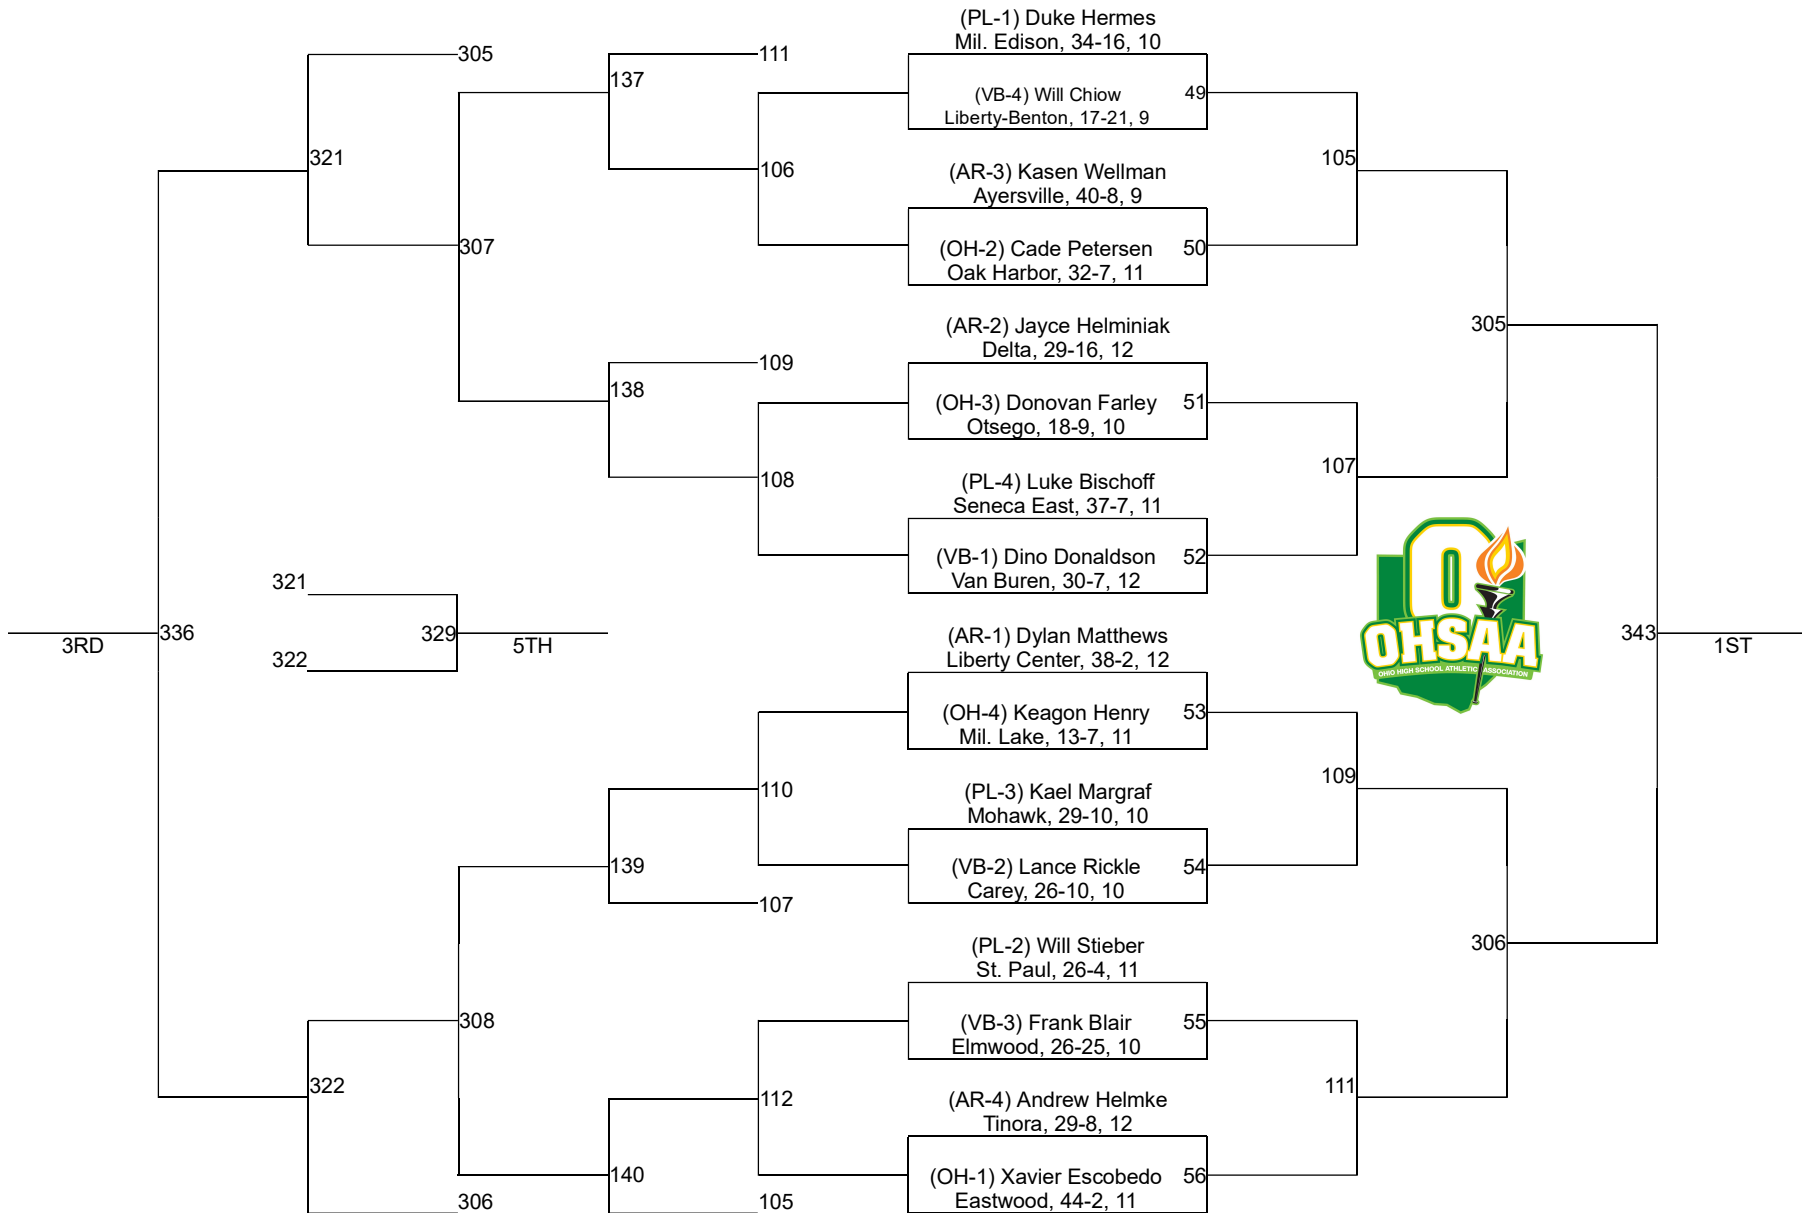 (PL-1) Duke Hermes
Mil. Edison, 34-16, 10
305
111
137
(VB-4) Will Chiow
49
Liberty-Benton, 17-21, 9
321
105
106
(AR-3) Kasen Wellman
Ayersville, 40-8, 9
307
(OH-2) Cade Petersen
50
Oak Harbor, 32-7, 11
(AR-2) Jayce Helminiak
305
Delta, 29-16, 12
109
138
(OH-3) Donovan Farley
51
Otsego, 18-9, 10
107
108
(PL-4) Luke Bischoff
Seneca East, 37-7, 11
(VB-1) Dino Donaldson
52
Van Buren, 30-7, 12
321
336
3RD
329
5TH
322
(AR-1) Dylan Matthews
Liberty Center, 38-2, 12
O
OHSAA
OHIO HIGH SCHOOL ATHLETIC ASSOCIATION
343
1ST
(OH-4) Keagon Henry
53
Mil. Lake, 13-7, 11
109
110
(PL-3) Kael Margraf
Mohawk, 29-10, 10
139
(VB-2) Lance Rickle
54
Carey, 26-10, 10
107
(PL-2) Will Stieber
306
St. Paul, 26-4, 11
308
(VB-3) Frank Blair
55
Elmwood, 26-25, 10
322
112
111
(AR-4) Andrew Helmke
Tinora, 29-8, 12
140
(OH-1) Xavier Escobedo
56
306
105
Eastwood, 44-2, 11